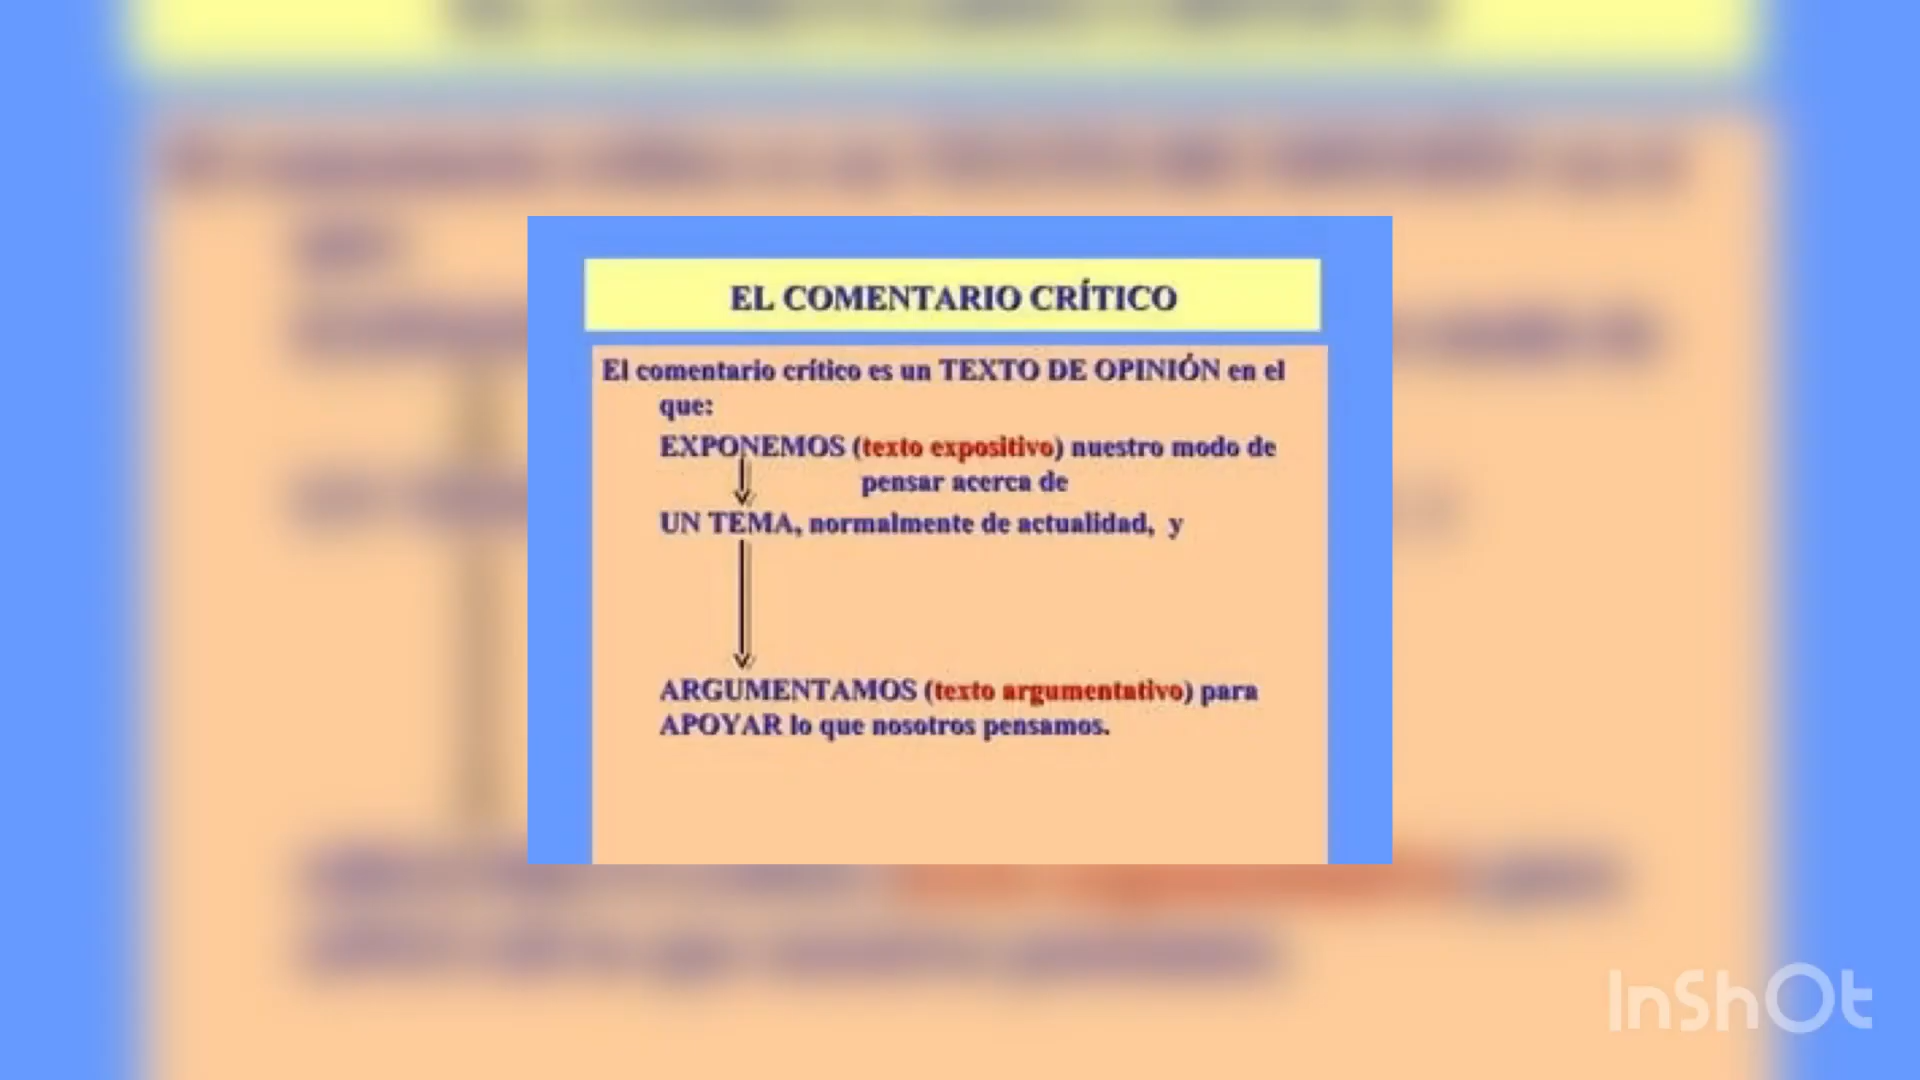 EL COMENTARIO CRÍTICO
El comentario crítico es un TEXTO DE OPINIÓN en el
que:
EXPONEMOS (texto expositivo) nuestro modo de
pensar acerca de
UN TEMA, normalmente de actualidad, y
ARGUMENTAMOS (texto argumentativo) para
APOYAR lo que nosotros pensamos.
InShOt